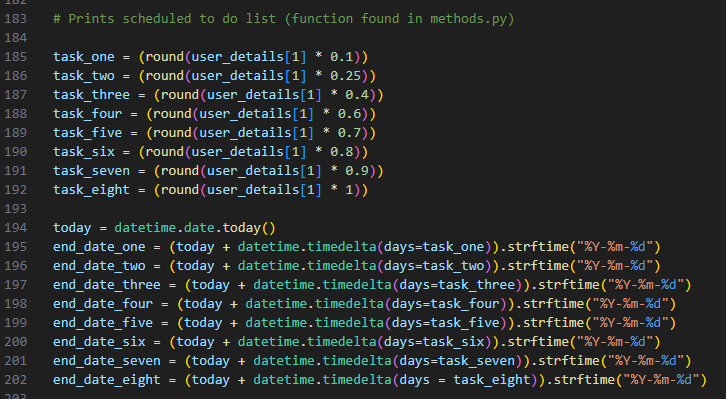 183 # Prints scheduled to do list (function found in methods.py)
184
185 task_one = (round(user_details[1] * 0.1))
186 task_two = (round(user_details[1] * 0.25))
187 task_three = (round(user_details[1] * 0.4))
188 task_four = (round(user_details[1] * 0.6))
189 task_five = (round(user_details[1] * 0.7))
190 task_six = (round(user_details[1] * 0.8))
191 task_seven = (round(user_details[1] * 0.9))
192 task_eight = (round(user_details[1] * 1))
193
194 today = datetime.date.today()
195 end_date_one = (today + datetime.timedelta(days=task_one)).strftime("%Y-%m-%d")
196 end_date_two = (today + datetime.timedelta(days=task_two)).strftime("%Y-%m-%d")
197 end_date_three = (today + datetime.timedelta(days=task_three)).strftime("%Y-%m-%d")
198 end_date_four = (today + datetime.timedelta(days=task_four)).strftime("%Y-%m-%d")
199 end_date_five = (today + datetime.timedelta(days=task_five)).strftime("%Y-%m-%d")
200 end_date_six = (today + datetime.timedelta(days=task_six)).strftime("%Y-%m-%d")
201 end_date_seven = (today + datetime.timedelta(days=task_seven)).strftime("%Y-%m-%d")
202 end_date_eight = (today + datetime.timedelta(days = task_eight)).strftime("%Y-%m-%d")